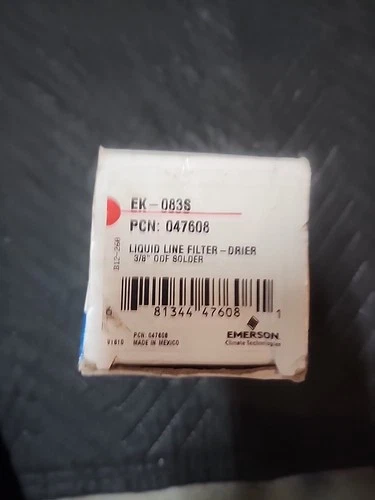 EK-083S
PCN: 047608
LIQUID LINE FILTER-DRIER
3/8" ODF SOLDER
81344 47608 1
PCN: 047608
MADE IN MEXICO
EMERSON
Climate Technologies